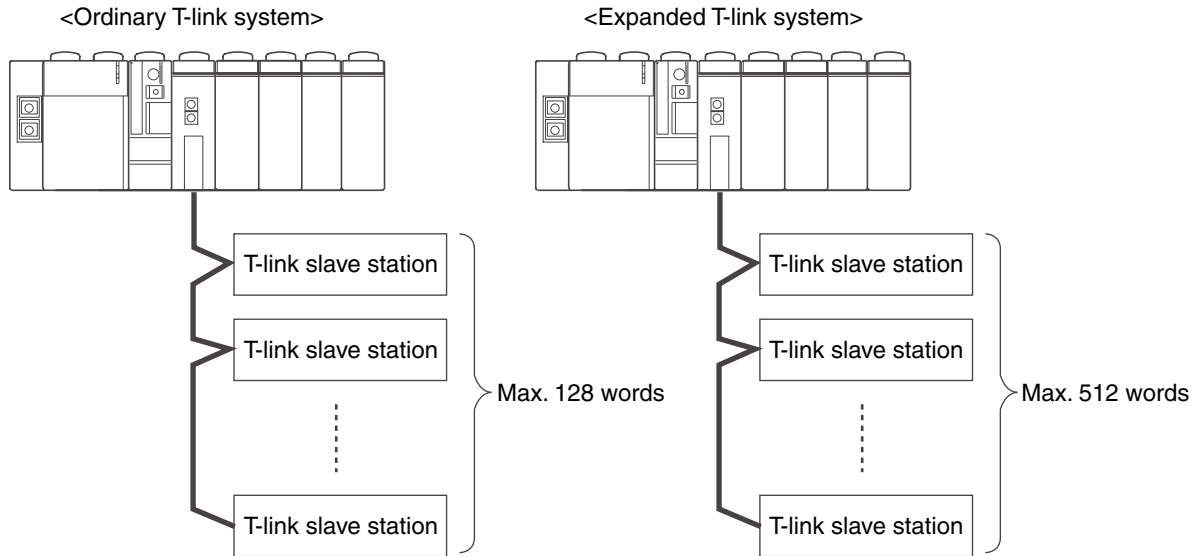 <Ordinary T-link system>
T-link slave station
T-link slave station
T-link slave station
Max. 128 words
<Expanded T-link system>
T-link slave station
T-link slave station
T-link slave station
Max. 512 words